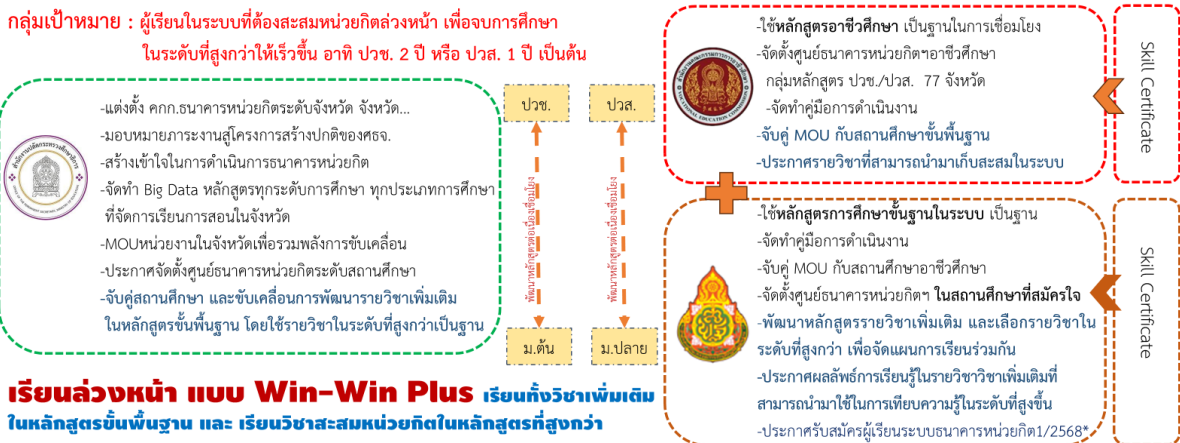 กลุ่มเป้าหมาย : ผู้เรียนในระบบที่ต้องสะสมหน่วยกิตล่วงหน้า เพื่อจบการศึกษา
ในระดับที่สูงกว่าให้เร็วขึ้น อาทิ ปวช. 2 ปี หรือ ปวส. 1 ปี เป็นต้น
-แต่งตั้ง คกก.ธนาคารหน่วยกิตระดับจังหวัด จังหวัด...
-มอบหมายภาระงานสู่โครงการสร้างปกติของศธจ.
-สร้างเข้าใจในการดำเนินการธนาคารหน่วยกิต
-จัดทำ Big Data หลักสูตรทุกระดับการศึกษา ทุกประเภทการศึกษา
ที่จัดการเรียนการสอนในจังหวัด
-MOUหน่วยงานในจังหวัดเพื่อรวมพลังการขับเคลื่อน
-ประกาศจัดตั้งศูนย์ธนาคารหน่วยกิตระดับสถานศึกษา
-จับคู่สถานศึกษา และขับเคลื่อนการพัฒนารายวิชาเพิ่มเติม
ในหลักสูตรขั้นพื้นฐาน โดยใช้รายวิชาในระดับที่สูงกว่าเป็นฐาน
ปวช.
ปวส.
พัฒนาหลักสูตรต่อเนื่องเชื่อมโยง
พัฒนาหลักสูตรต่อเนื่องเชื่อมโยง
ม.ต้น
ม.ปลาย
เรียนล่วงหน้า แบบ Win-Win Plus เรียนทั้งวิชาเพิ่มเติม
ในหลักสูตรขั้นพื้นฐาน และ เรียนวิชาสะสมหน่วยกิตในหลักสูตรที่สูงกว่า
-ใช้หลักสูตรอาชีวศึกษา เป็นฐานในการเชื่อมโยง
-จัดตั้งศูนย์ธนาคารหน่วยกิตฯอาชีวศึกษา
กลุ่มหลักสูตร ปวช./ปวส. 77 จังหวัด
-จัดทำคู่มือการดำเนินงาน
-จับคู่ MOU กับสถานศึกษาขั้นพื้นฐาน
-ประกาศรายวิชาที่สามารถนำมาเก็บสะสมในระบบ
Skill Certificate
-ใช้หลักสูตรการศึกษาขั้นฐานในระบบ เป็นฐาน
-จัดทำคู่มือการดำเนินงาน
-จับคู่ MOU กับสถานศึกษาอาชีวศึกษา
-จัดตั้งศูนย์ธนาคารหน่วยกิตฯ ในสถานศึกษาที่สมัครใจ
-พัฒนาหลักสูตรรายวิชาเพิ่มเติม และเลือกรายวิชาใน
ระดับที่สูงกว่า เพื่อจัดแผนการเรียนร่วมกัน
-ประกาศผลลัพธ์การเรียนรู้ในรายวิชาวิชาเพิ่มเติมที่
สามารถนำมาใช้ในการเทียบความรู้ในระดับที่สูงขึ้น
-ประกาศรับสมัครผู้เรียนระบบธนาคารหน่วยกิต1/2568*
Skill Certificate